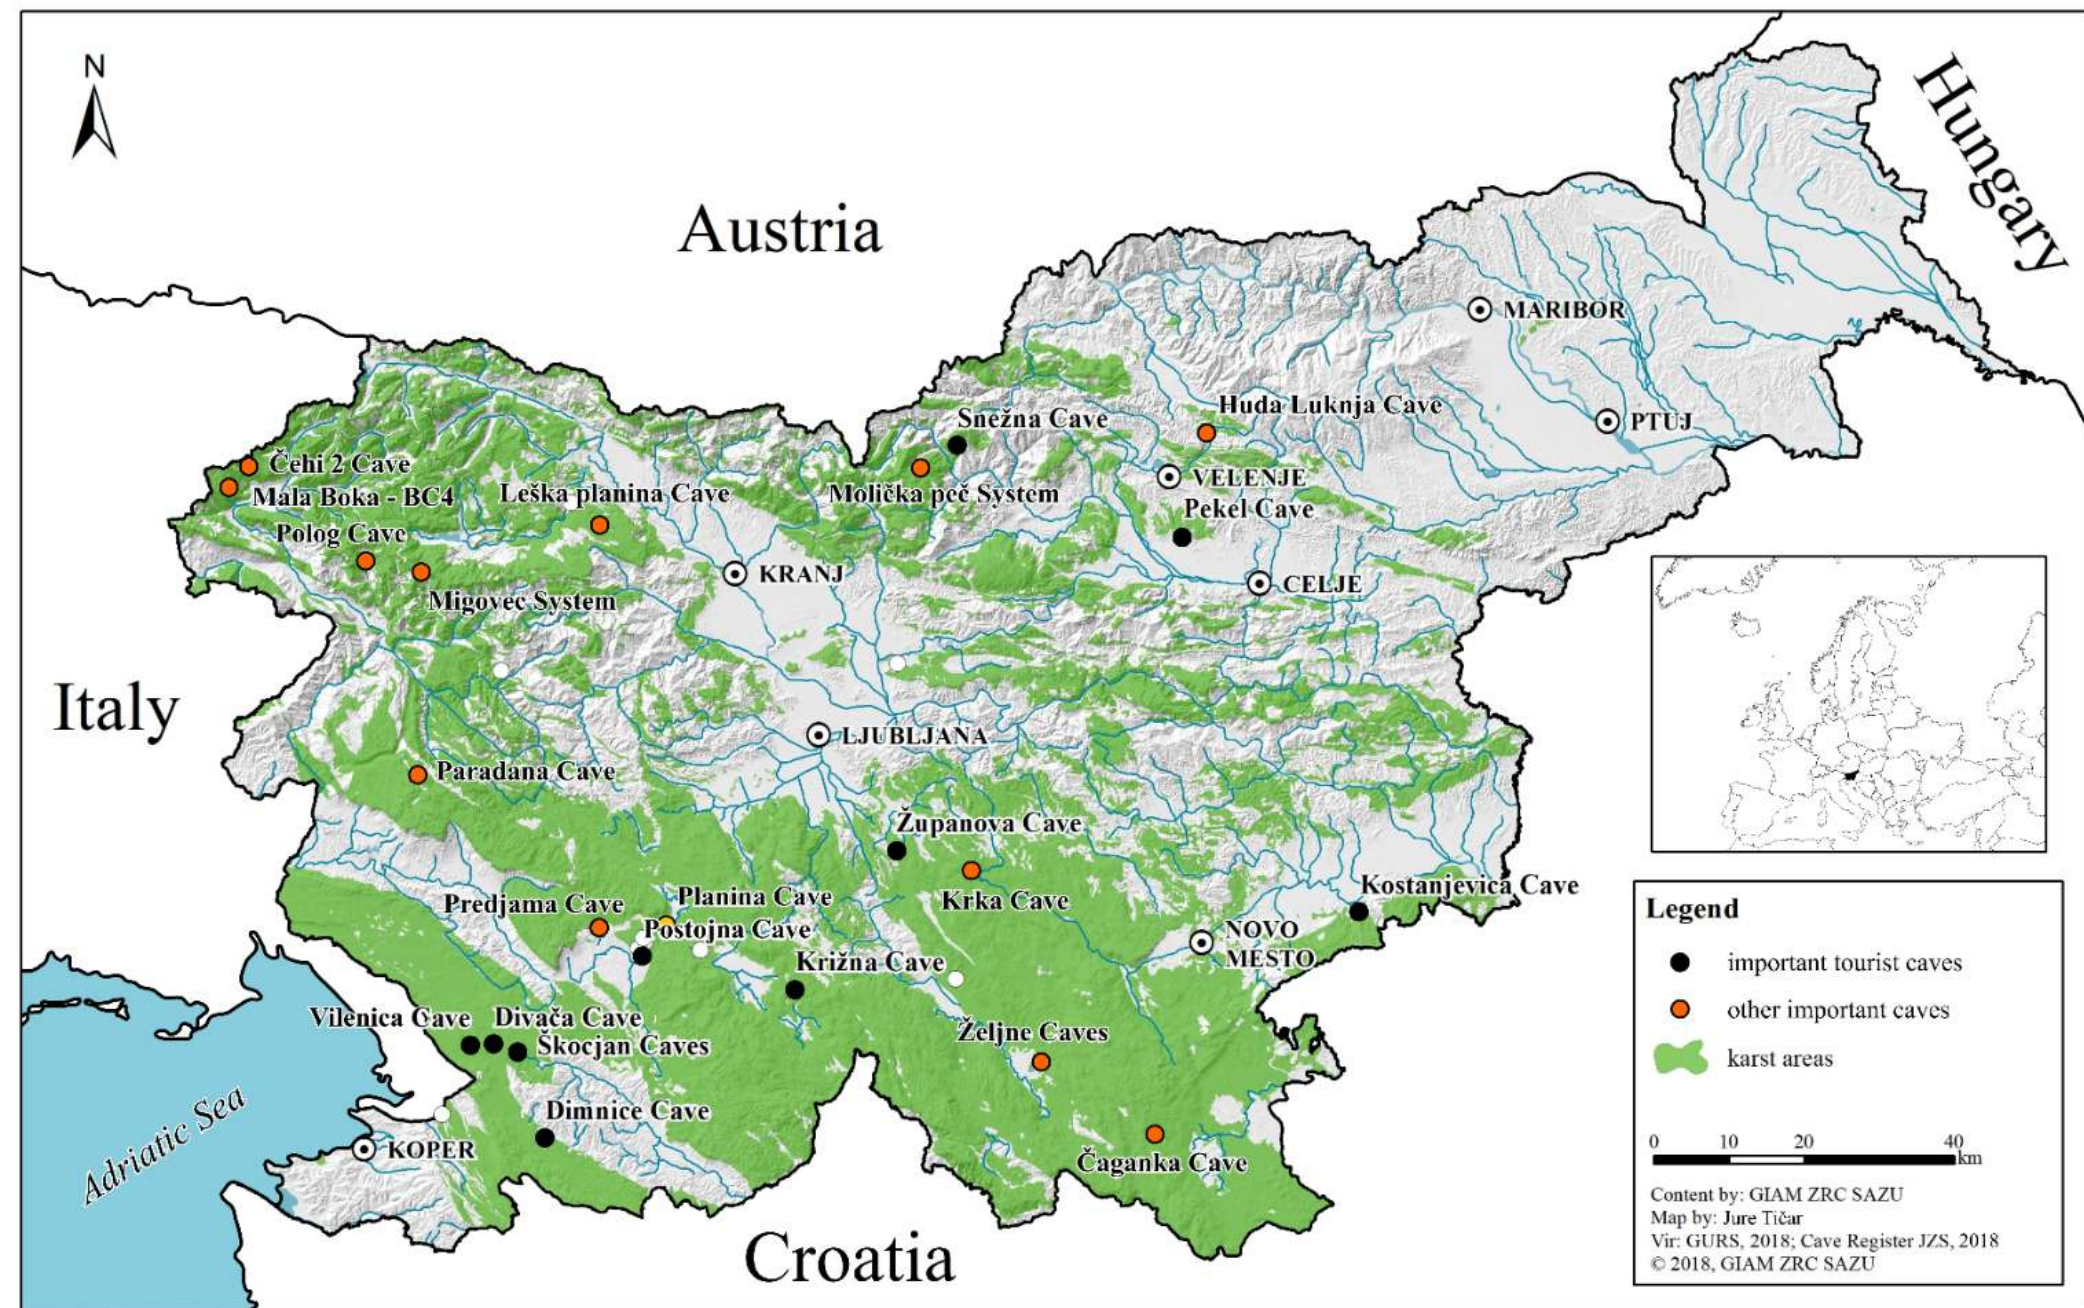 N
Austria
Hungary
MARIBOR
Snežna Cave
Huda Luknja Cave
PTUJ
Čehi 2 Cave
Mala Boka - BC4
Leška planina Cave
Molička peč System
VELENJE
Pekel Cave
Polog Cave
KRANJ
CELJE
Migovec System
Italy
LJUBLJANA
Paradana Cave
Županova Cave
Predjama Cave
Planina Cave
Krka Cave
Kostanjevica Cave
Postojna Cave
NOVO
MESTO
Križna Cave
Vilenica Cave
Divača Cave
Škocjan Caves
Željne Caves
Dimnice Cave
KOPER
Čaganka Cave
Adriatic Sea
Croatia
Legend
important tourist caves
other important caves
karst areas
0 10 20 40
km
Content by: GIAM ZRC SAZU
Map by: Jure Tičar
Vir: GURS, 2018; Cave Register JZS, 2018
© 2018, GIAM ZRC SAZU